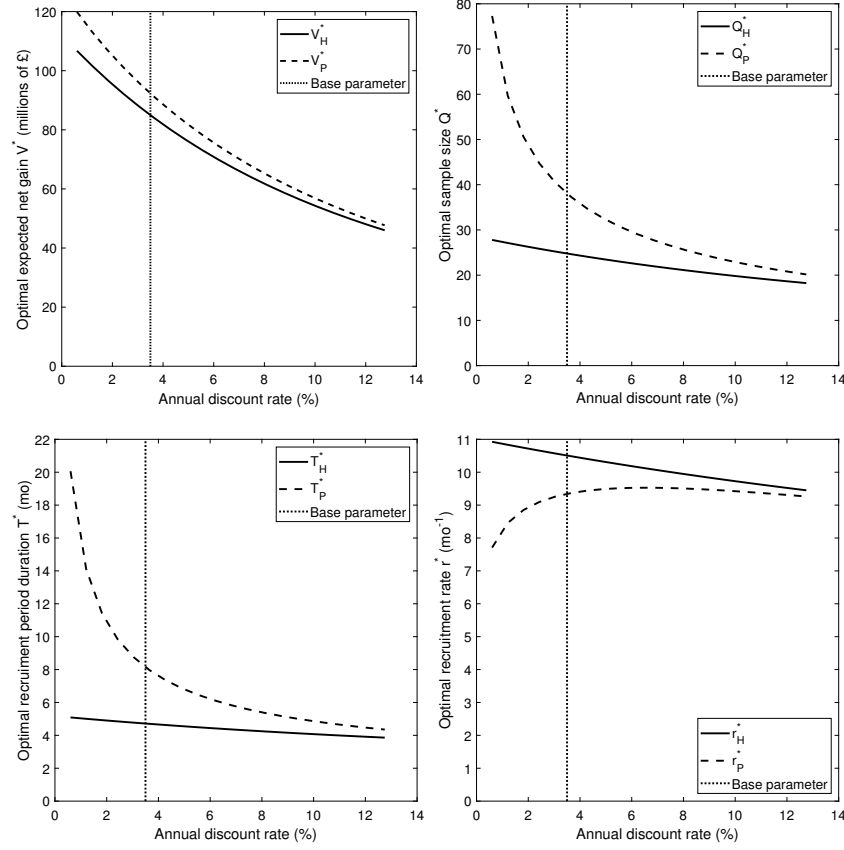 120
100
80
60
40
20
0
0 2 4 6 8 10 12 14
Annual discount rate (%)
Optimal expected net gain V* (millions of £)
V*H
V*P
Base parameter
80
70
60
50
40
30
20
10
0
0 2 4 6 8 10 12 14
Annual discount rate (%)
Optimal sample size Q*
Q*H
Q*P
Base parameter
22
20
18
16
14
12
10
8
6
4
2
0
0 2 4 6 8 10 12 14
Annual discount rate (%)
Optimal recruiment period duration T* (mo)
T*H
T*P
Base parameter
11
10
9
8
7
6
5
4
3
2
1
0
0 2 4 6 8 10 12 14
Annual discount rate (%)
Optimal recruitment rate r* (mo-1)
r*H
r*P
Base parameter